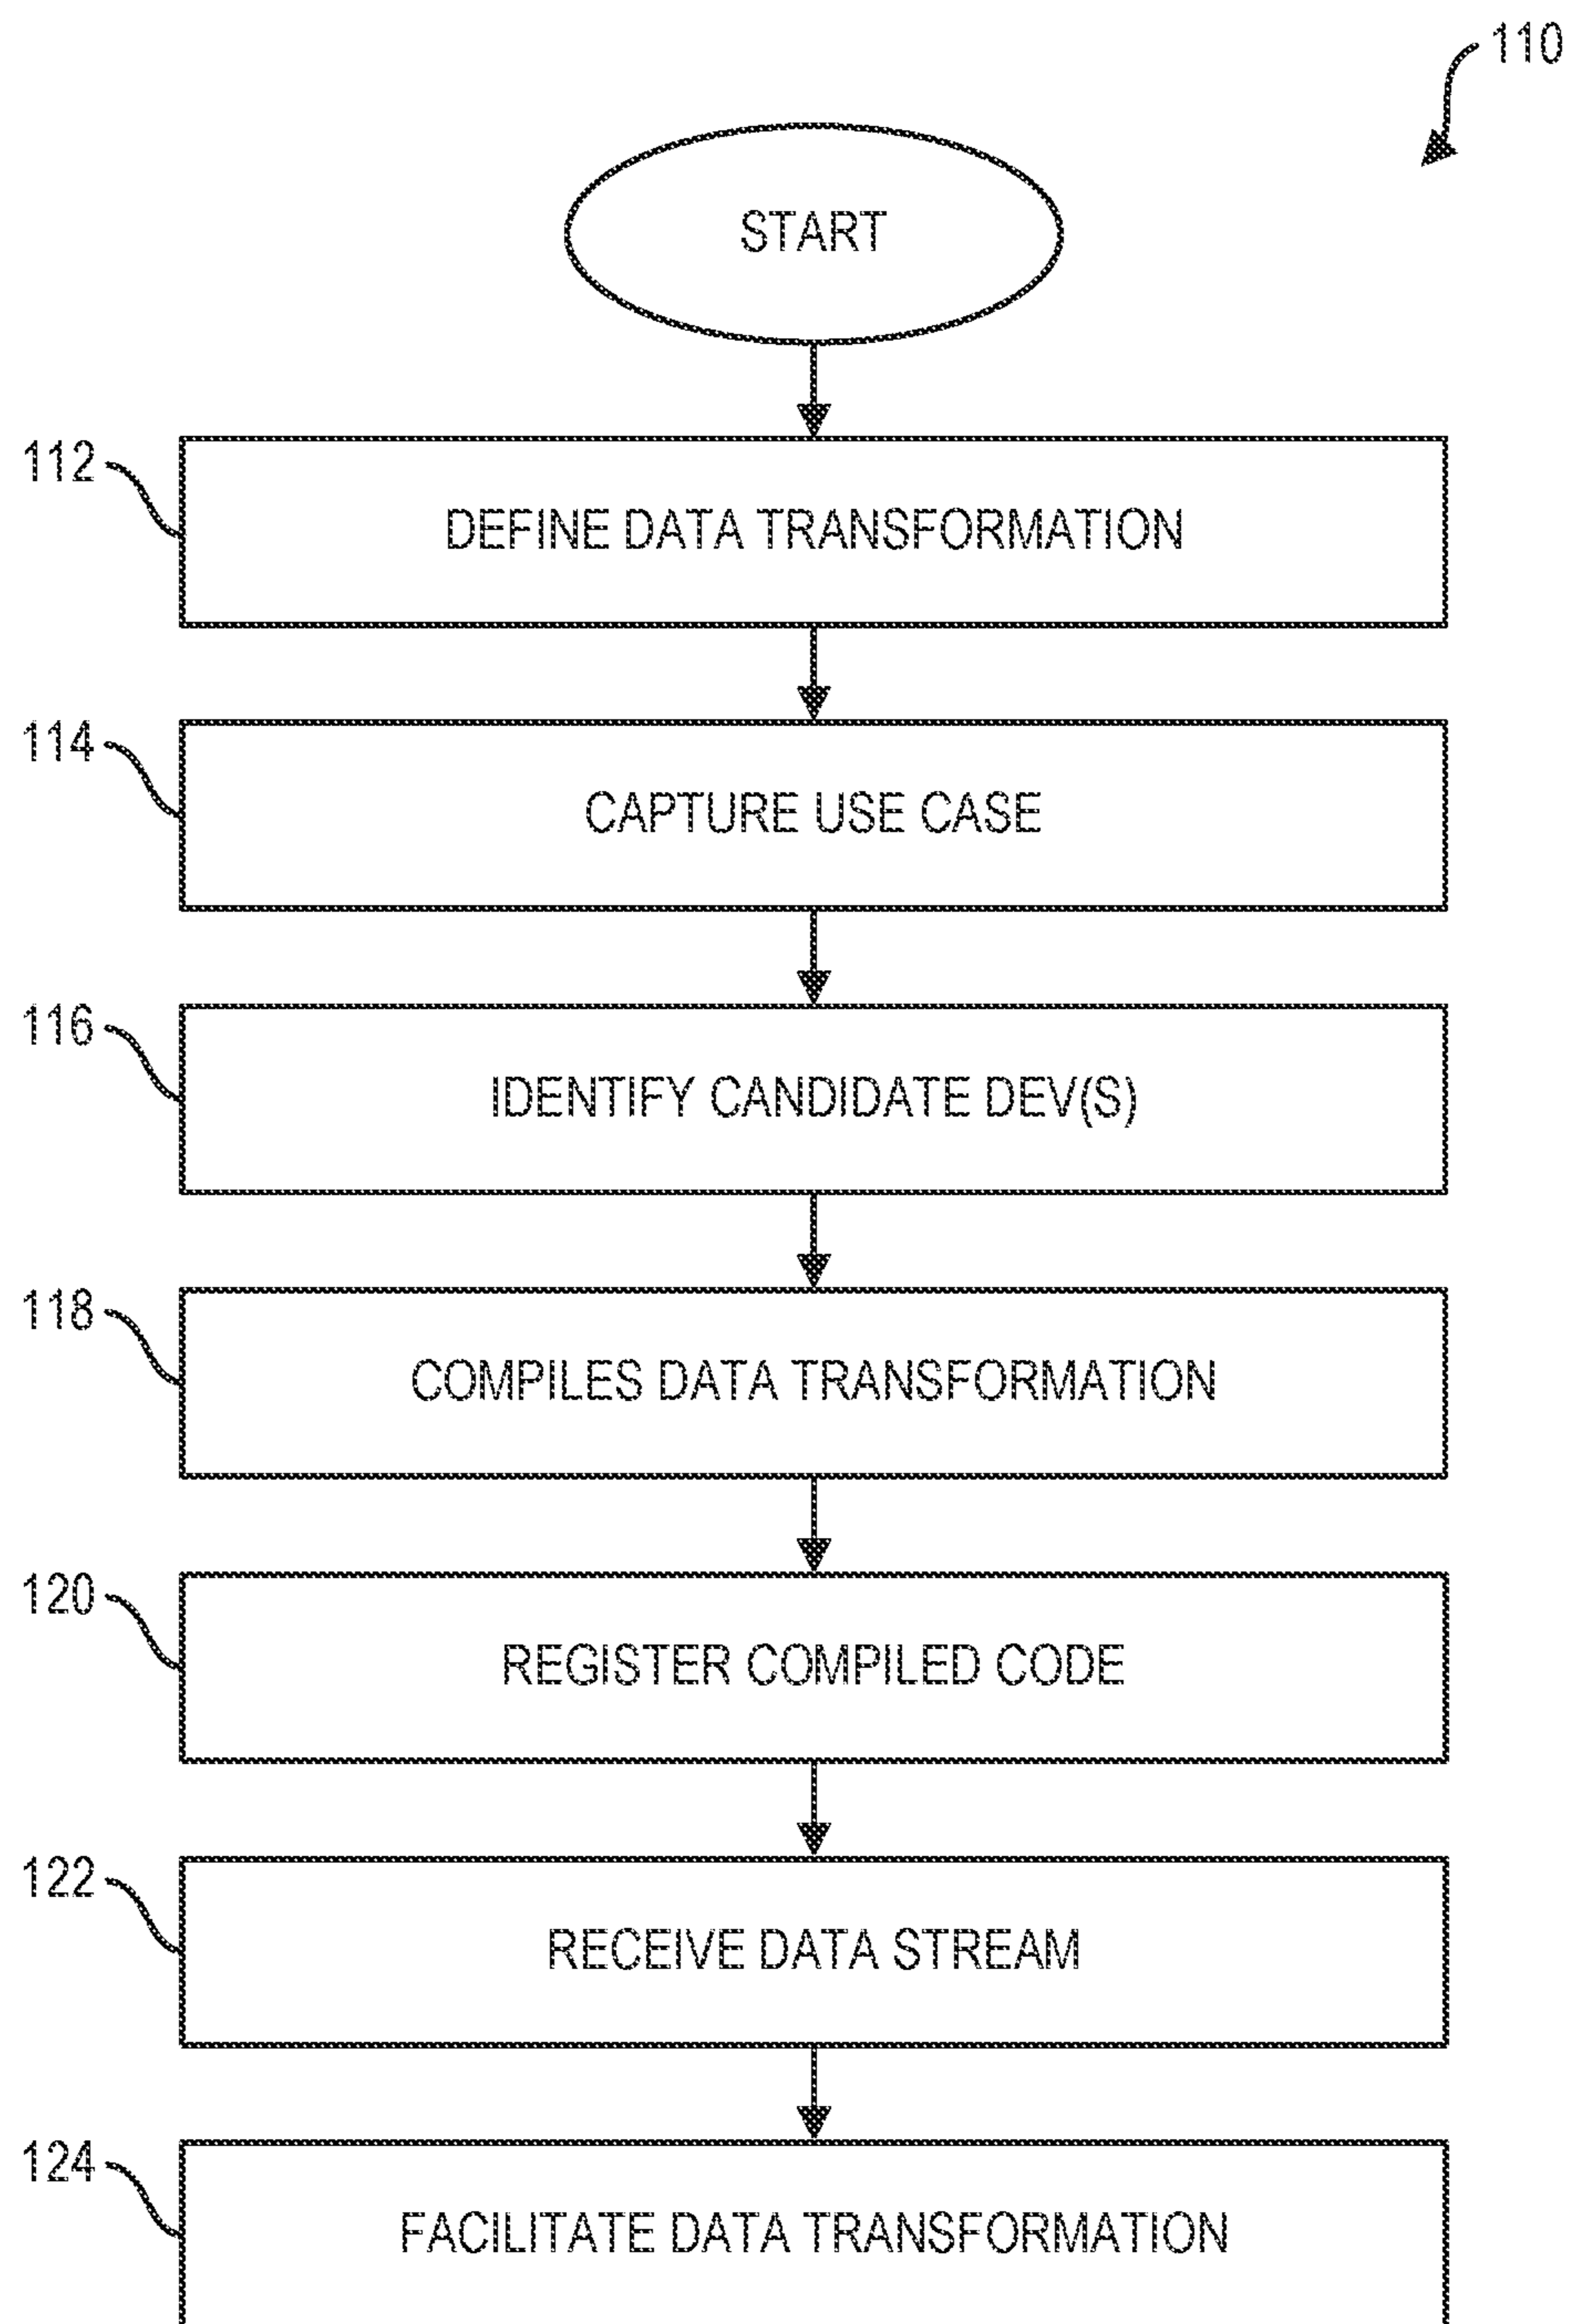 110
START
112
DEFINE DATA TRANSFORMATION
114
CAPTURE USE CASE
116
IDENTIFY CANDIDATE DEV(S)
118
COMPILES DATA TRANSFORMATION
120
REGISTER COMPILED CODE
122
RECEIVE DATA STREAM
124
FACILITATE DATA TRANSFORMATION